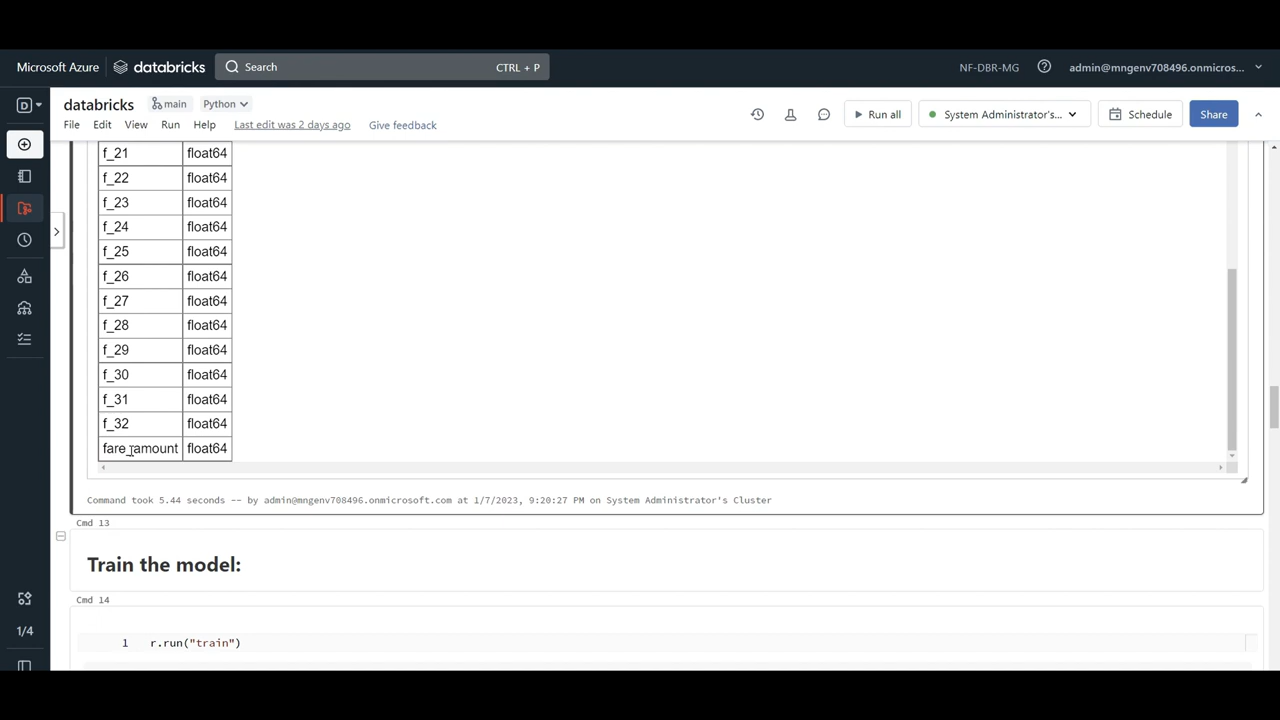 Microsoft Azure databricks Search CTRL + P NF-DBR-MG admin@mngenv708496.onmicros...
D databricks main Python
File Edit View Run Help Last edit was 2 days ago Give feedback Run all System Administrator's... Schedule Share
f_21 float64
f_22 float64
f_23 float64
f_24 float64
f_25 float64
f_26 float64
f_27 float64
f_28 float64
f_29 float64
f_30 float64
f_31 float64
f_32 float64
fare_amount float64
Command took 5.44 seconds -- by admin@mngenv708496.onmicrosoft.com at 1/7/2023, 9:20:27 PM on System Administrator's Cluster
Cmd 13
Train the model:
Cmd 14
1/4
1 r.run("train")